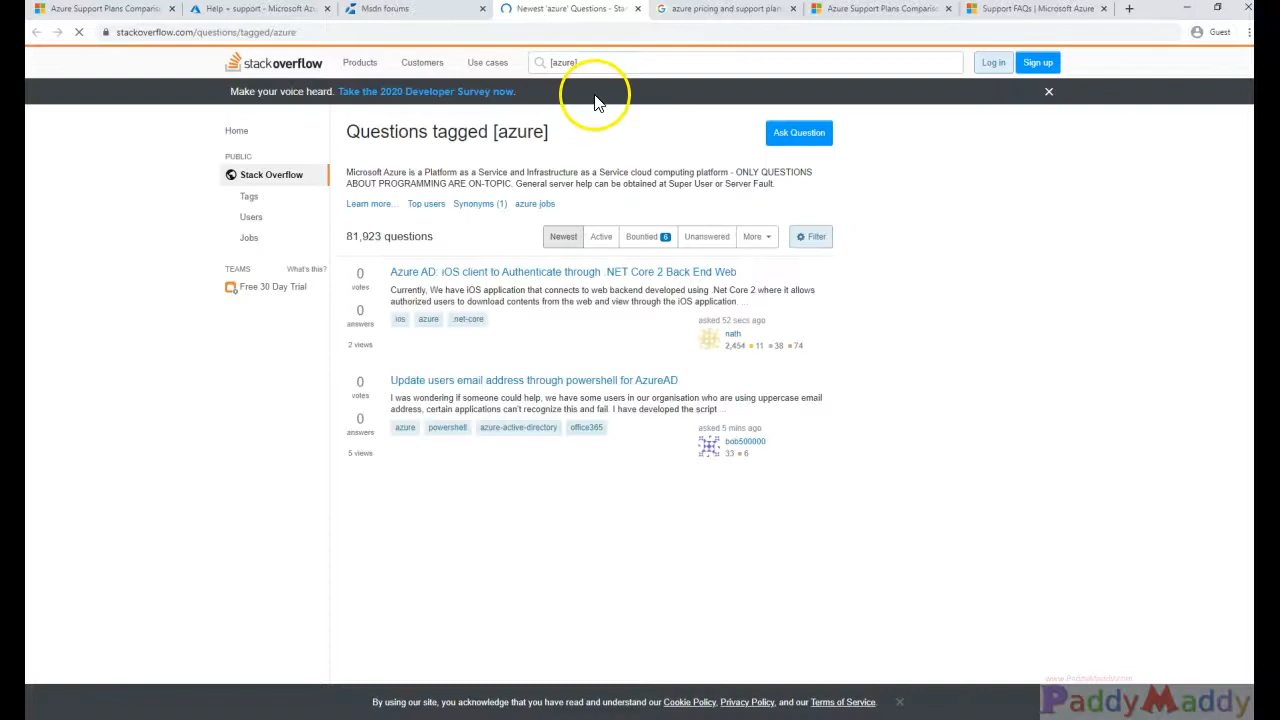 Azure Support Plans Comparis
Help + support - Microsoft Az
Msdn forums
Newest 'azure' Questions - Sta
azure pricing and support plan
Azure Support Plans Comparis
Support FAQs | Microsoft Azure
stackoverflow.com/questions/tagged/azure
Guest
stackoverflow
Products
Customers
Use cases
[azure]
Log in
Sign up
Make your voice heard. Take the 2020 Developer Survey now.
Home
PUBLIC
Stack Overflow
Tags
Users
Jobs
TEAMS
What's this?
Free 30 Day Trial
Questions tagged [azure]
Ask Question
Microsoft Azure is a Platform as a Service and Infrastructure as a Service cloud computing platform - ONLY QUESTIONS
ABOUT PROGRAMMING ARE ON-TOPIC. General server help can be obtained at Super User or Server Fault.
Learn more… Top users Synonyms (1) azure jobs
81,923 questions
Newest Active Bountied 6 Unanswered More Filter
0
votes
0
answers
2 views
Azure AD: iOS client to Authenticate through .NET Core 2 Back End Web
Currently, We have iOS application that connects to web backend developed using .Net Core 2 where it allows
authorized users to download contents from the web and view through the iOS application. ...
ios azure .net-core
asked 52 secs ago
nath
2,454 11 38 74
0
votes
0
answers
5 views
Update users email address through powershell for AzureAD
I was wondering if someone could help, we have some users in our organisation who are using uppercase email
address, certain applications can't recognize this and fail. I have developed the script ...
azure powershell azure-active-directory office365
asked 5 mins ago
bob500000
33 6
By using our site, you acknowledge that you have read and understand our Cookie Policy, Privacy Policy, and our Terms of Service.
www.PaddyMaddy.com
PaddyMaddy